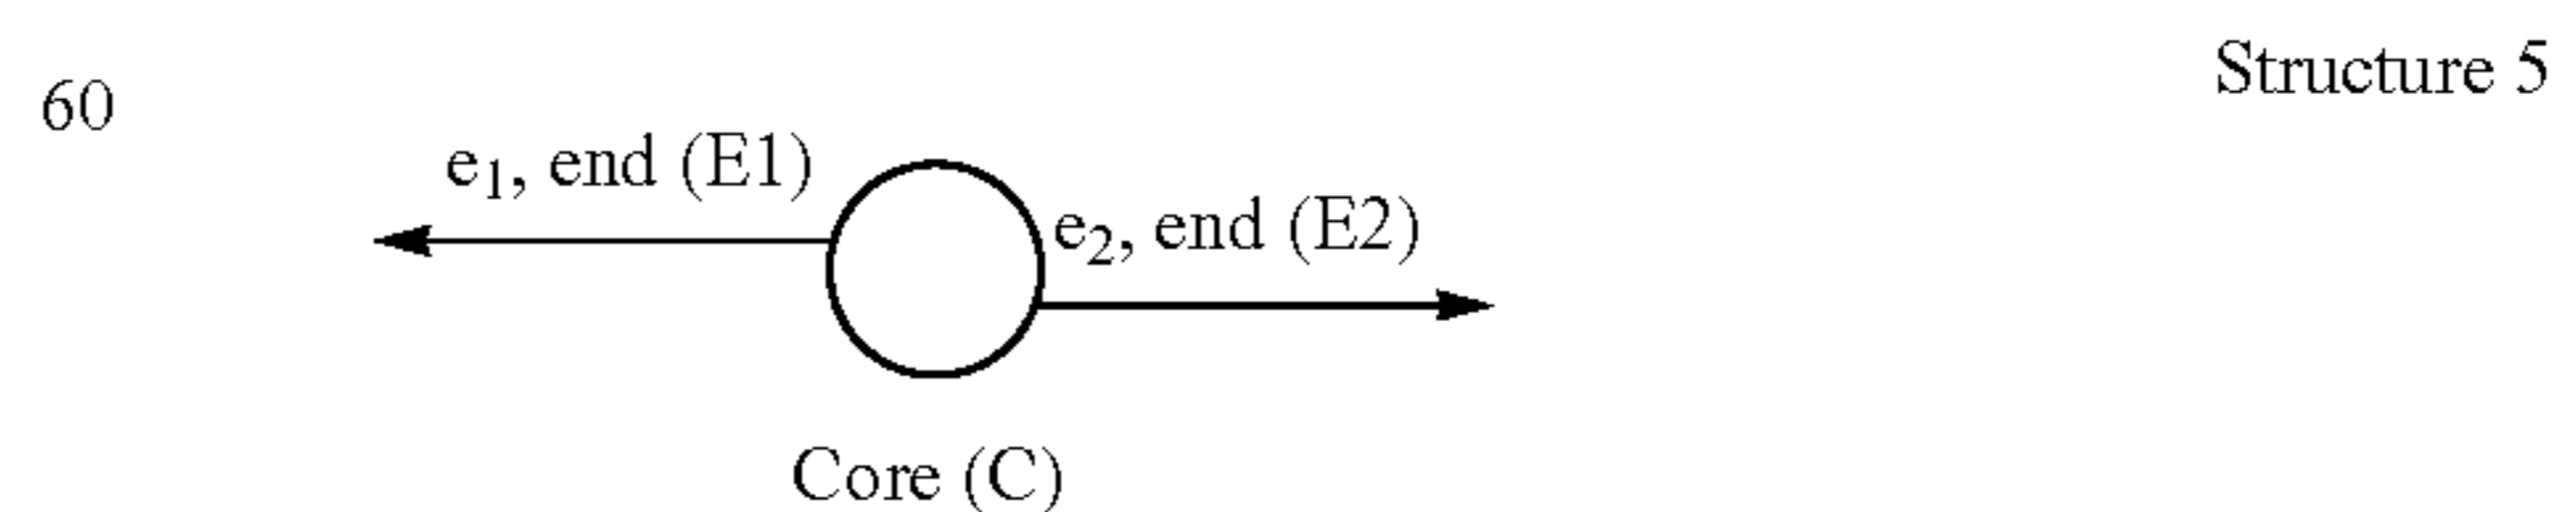 Structure 5
60
e₁, end (E1)
e₂, end (E2)
Core (C)